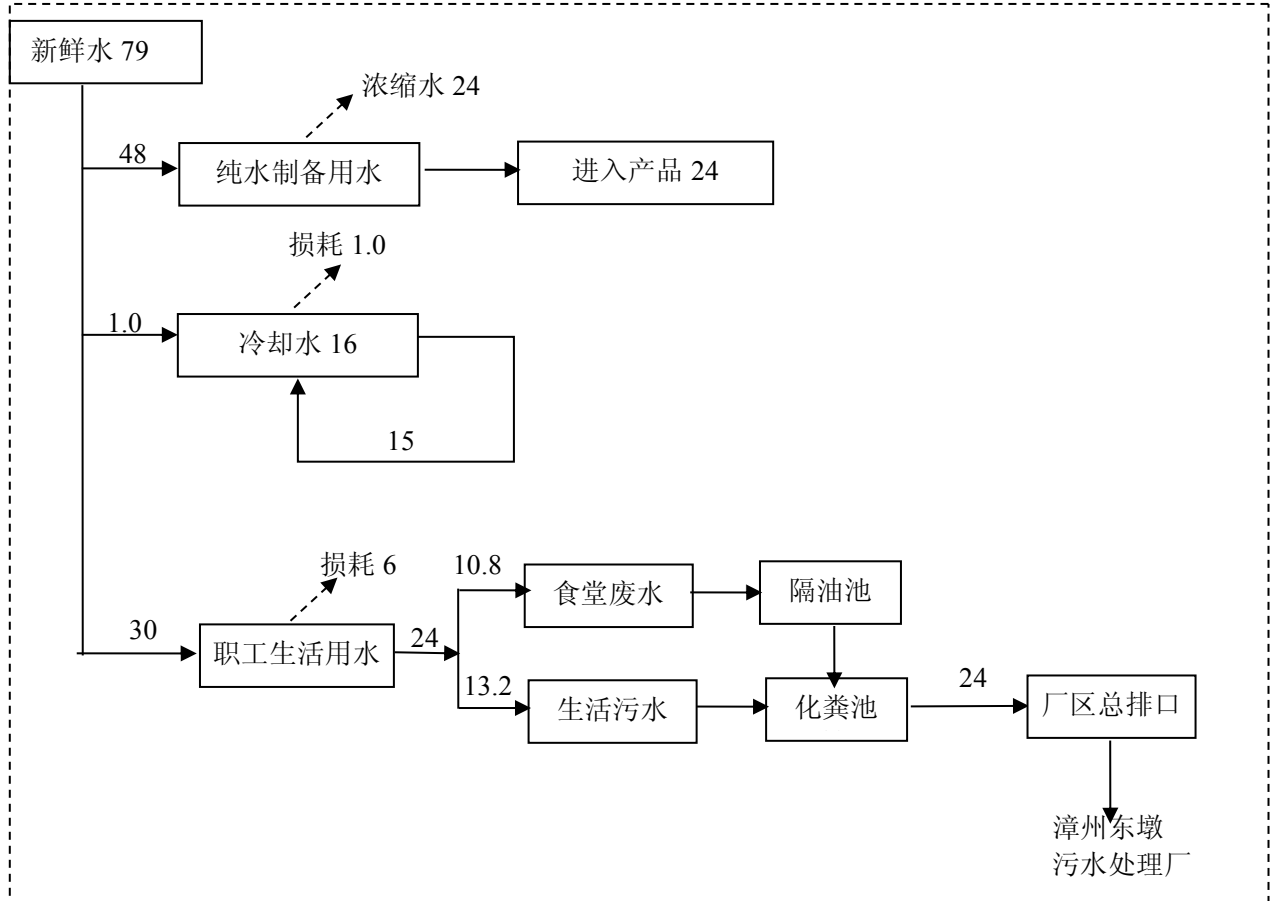 新鲜水 79
浓缩水 24
48
纯水制备用水
进入产品 24
损耗 1.0
1.0
冷却水 16
15
损耗 6
10.8
食堂废水
隔油池
30
职工生活用水
24
13.2
生活污水
化粪池
24
厂区总排口
漳州东墩
污水处理厂